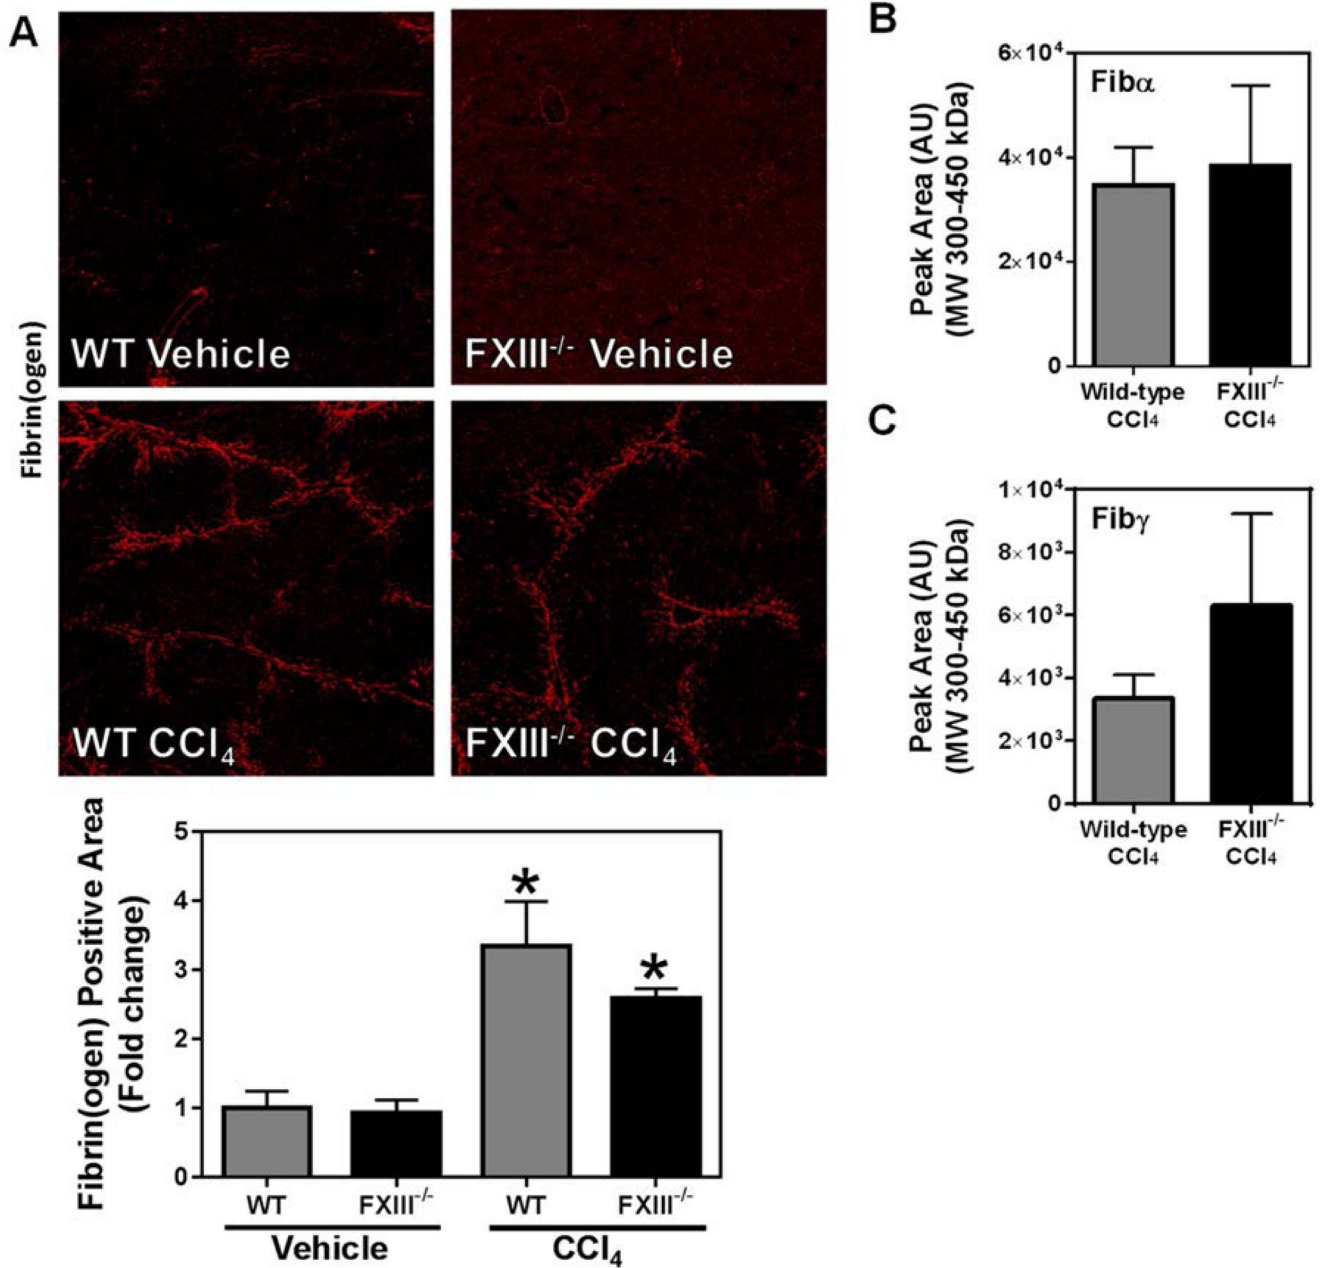 A
Fibrin(ogen)
WT Vehicle
FXIII-/- Vehicle
WT CCl4
FXIII-/- CCl4
Fibrin(ogen) Positive Area
(Fold change)
5
4
3
2
1
0
*
*
WT
FXIII-/-
WT
FXIII-/-
Vehicle
CCl4
B
Peak Area (AU)
(MW 300-450 kDa)
6×10^4
4×10^4
2×10^4
0
Fibα
Wild-type
CCl4
FXIII-/-
CCl4
C
Peak Area (AU)
(MW 300-450 kDa)
1×10^4
8×10^3
6×10^3
4×10^3
2×10^3
0
Fibγ
Wild-type
CCl4
FXIII-/-
CCl4